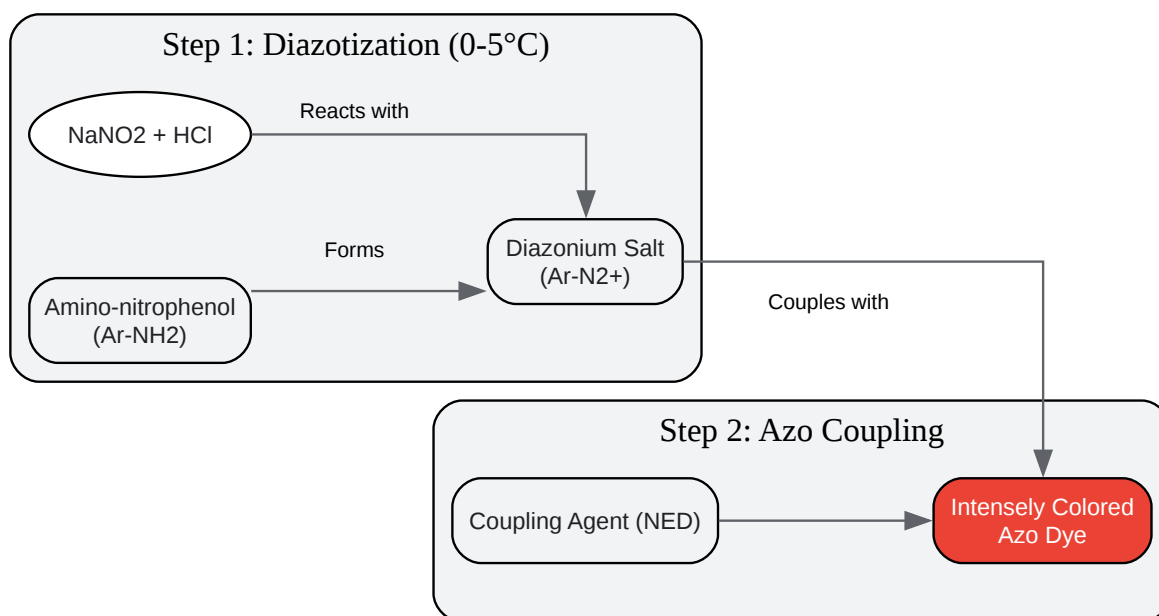 Step 1: Diazotization (0-5°C)
NaNO2 + HCl
Reacts with
Forms
Amino-nitrophenol
(Ar-NH2)
Diazonium Salt
(Ar-N2+)
Couples with
Step 2: Azo Coupling
Coupling Agent (NED)
Intensely Colored
Azo Dye